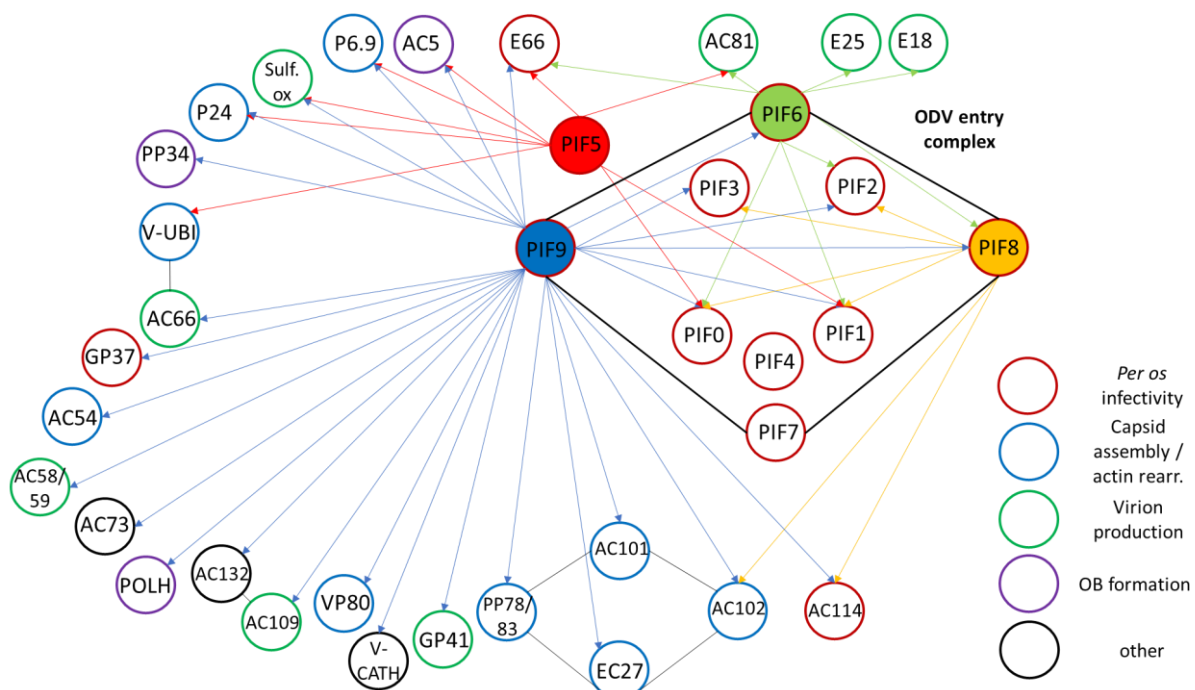 P6.9
AC5
E66
AC81
E25
E18
Sulf.
ox
P24
PIF6
ODV entry
complex
PIF5
PP34
PIF3
PIF2
V-UBI
PIF9
PIF8
AC66
PIF0
PIF1
GP37
PIF4
AC54
PIF7
Per os
infectivity
Capsid
assembly /
actin rearr.
AC58/
59
AC73
Virion
production
AC101
AC132
POLH
OB formation
AC109
VP80
PP78/
83
AC102
AC114
GP41
V-
CATH
EC27
other